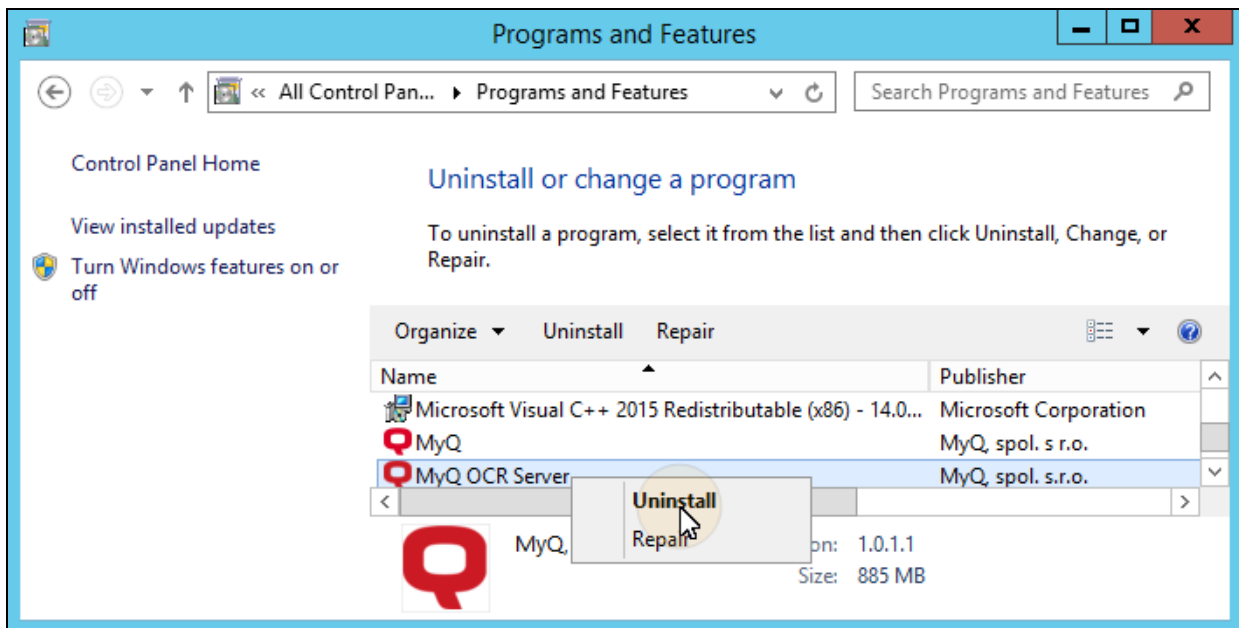 Programs and Features
« All Control Pan... Programs and Features
Search Programs and Features
Control Panel Home
View installed updates
Turn Windows features on or
off
Uninstall or change a program
To uninstall a program, select it from the list and then click Uninstall, Change, or
Repair.
Organize Uninstall Repair
Name Publisher
Microsoft Visual C++ 2015 Redistributable (x86) - 14.0... Microsoft Corporation
MyQ MyQ, spol. s r.o.
MyQ OCR Server MyQ, spol. s.r.o.
Uninstall
Repair
MyQ, on: 1.0.1.1
Size: 885 MB